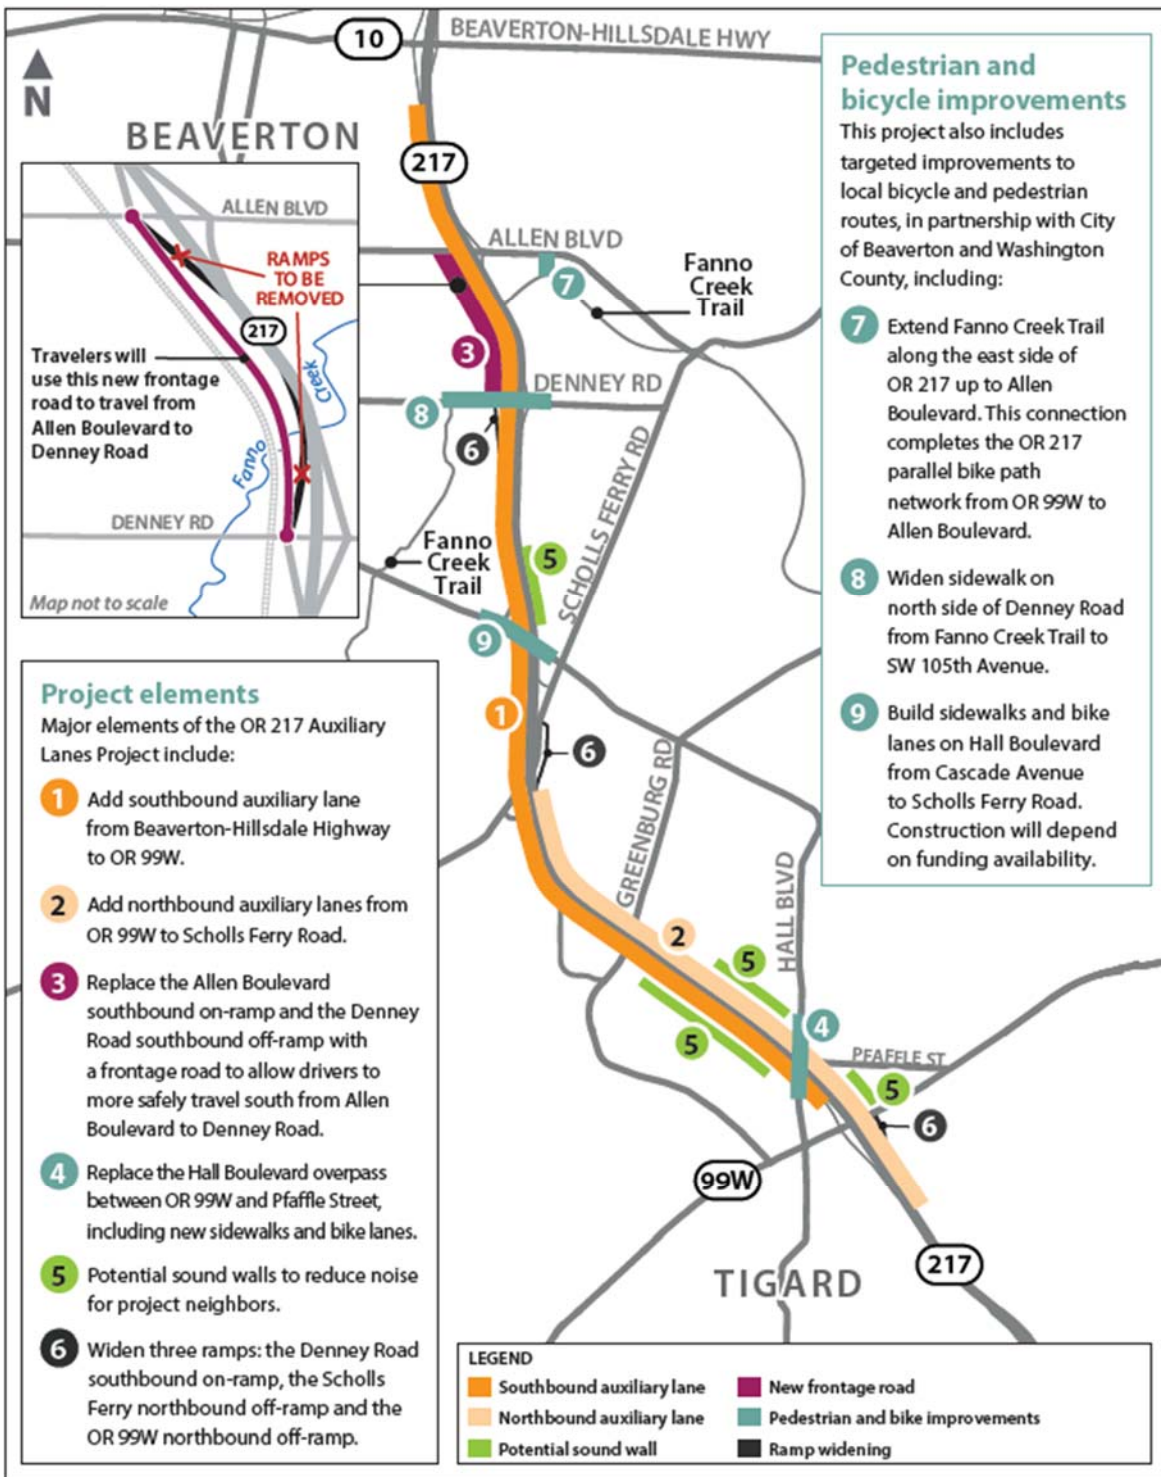 10
BEAVERTON-HILLSDALE HWY
N
BEAVERTON
217
ALLEN BLVD
7
Fanno
Creek
Trail
3
DENNEY RD
8
6
SCHOLLS FERRY RD
5
Fanno
Creek
Trail
9
1
6
GREENBURG RD
HALL BLVD
2
5
5
4
PFAFFLE ST
5
6
99W
217
TIGARD
ALLEN BLVD
RAMPS
TO BE
REMOVED
217
Travelers will
use this new frontage
road to travel from
Allen Boulevard to
Denney Road
Fanno
Creek
DENNEY RD
Map not to scale
Project elements
Major elements of the OR 217 Auxiliary
Lanes Project include:
1 Add southbound auxiliary lane
from Beaverton-Hillsdale Highway
to OR 99W.
2 Add northbound auxiliary lanes from
OR 99W to Scholls Ferry Road.
3 Replace the Allen Boulevard
southbound on-ramp and the Denney
Road southbound off-ramp with
a frontage road to allow drivers to
more safely travel south from Allen
Boulevard to Denney Road.
4 Replace the Hall Boulevard overpass
between OR 99W and Pfaffle Street,
including new sidewalks and bike lanes.
5 Potential sound walls to reduce noise
for project neighbors.
6 Widen three ramps: the Denney Road
southbound on-ramp, the Scholls
Ferry northbound off-ramp and the
OR 99W northbound off-ramp.
Pedestrian and
bicycle improvements
This project also includes
targeted improvements to
local bicycle and pedestrian
routes, in partnership with City
of Beaverton and Washington
County, including:
7 Extend Fanno Creek Trail
along the east side of
OR 217 up to Allen
Boulevard. This connection
completes the OR 217
parallel bike path
network from OR 99W to
Allen Boulevard.
8 Widen sidewalk on
north side of Denney Road
from Fanno Creek Trail to
SW 105th Avenue.
9 Build sidewalks and bike
lanes on Hall Boulevard
from Cascade Avenue
to Scholls Ferry Road.
Construction will depend
on funding availability.
LEGEND
Southbound auxiliary lane
Northbound auxiliary lane
Potential sound wall
New frontage road
Pedestrian and bike improvements
Ramp widening